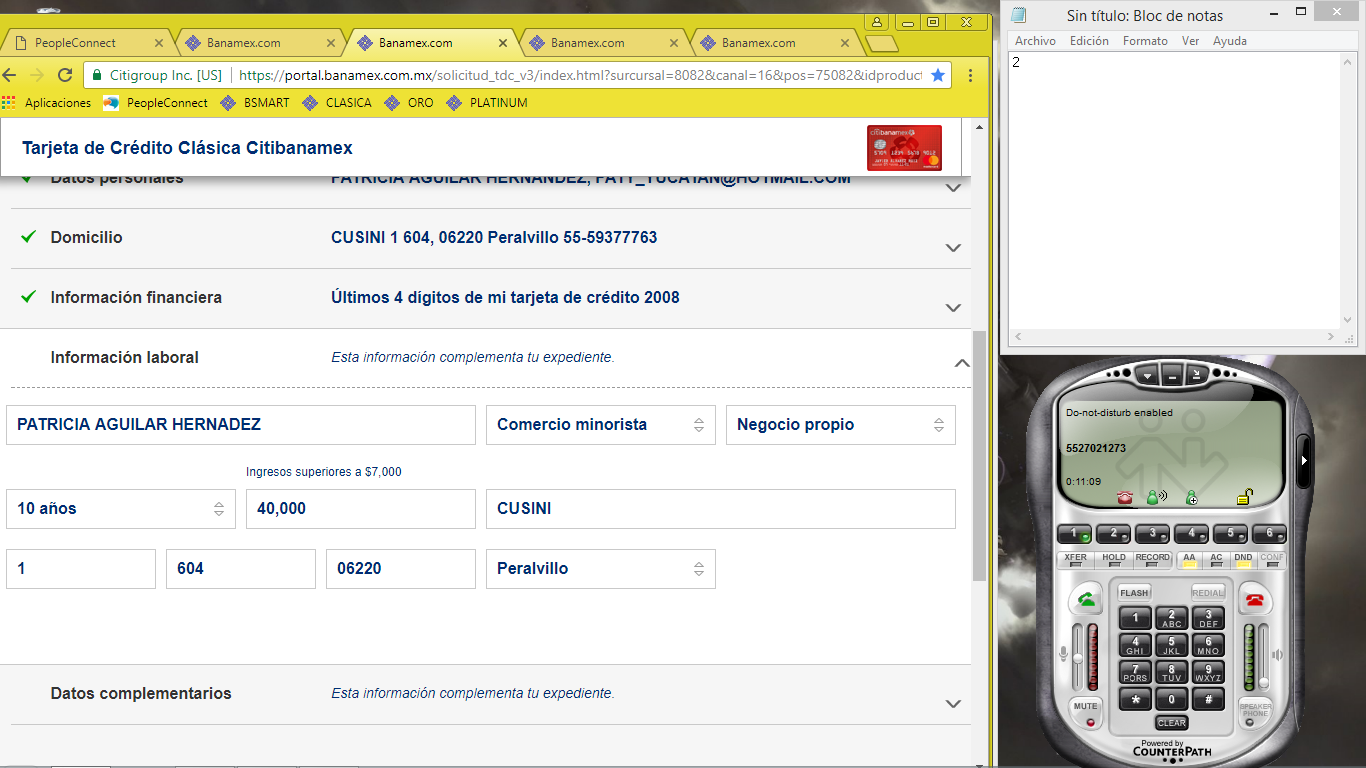 PeopleConnect
Banamex.com
Banamex.com
Banamex.com
Banamex.com
Citigroup Inc. [US] https://portal.banamex.com.mx/solicitud_tdc_v3/index.html?surcursal=8082&canal=16&pos=75082&idproduct
Aplicaciones PeopleConnect BSMART CLASICA ORO PLATINUM
Tarjeta de Crédito Clásica Citibanamex
citibanamex
Datos personales PATRICIA AGUILAR HERNANDEZ, PATY_YUCATAN@HOTMAIL.COM
Domicilio CUSINI 1 604, 06220 Peralvillo 55-59377763
Información financiera Últimos 4 dígitos de mi tarjeta de crédito 2008
Información laboral Esta información complementa tu expediente.
PATRICIA AGUILAR HERNADEZ Comercio minorista Negocio propio
Ingresos superiores a $7,000
10 años 40,000 CUSINI
1 604 06220 Peralvillo
Datos complementarios Esta información complementa tu expediente.
Sin título: Bloc de notas
Archivo Edición Formato Ver Ayuda
2
Do-not-disturb enabled
5527021273
0:11:09
1 2 3 4 5 6
XFER HOLD RECORD AA AC DND CONF
FLASH REDIAL
1 2 ABC 3 DEF
4 GHI 5 JKL 6 MNO
7 PQRS 8 TUV 9 WXYZ
* 0 #
MUTE CLEAR SPEAKER PHONE
Powered by
COUNTERPATH